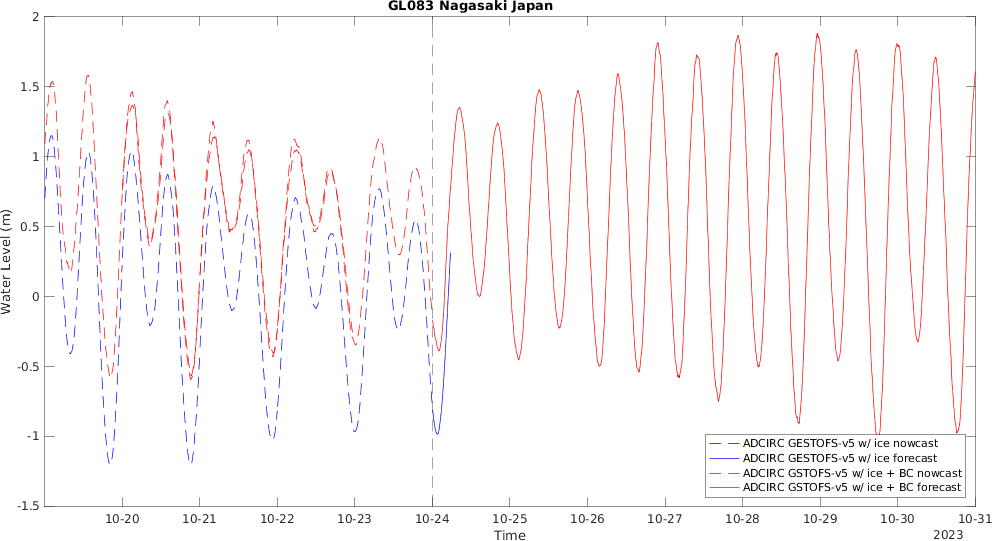 GL083 Nagasaki Japan
2
1.5
1
0.5
0
-0.5
-1
-1.5
Water Level (m)
10-20 10-21 10-22 10-23 10-24 10-25 10-26 10-27 10-28 10-29 10-30 10-31
Time
2023
ADCIRC GESTOFS-v5 w/ ice nowcast
ADCIRC GESTOFS-v5 w/ ice forecast
ADCIRC GSTOFS-v5 w/ ice + BC nowcast
ADCIRC GSTOFS-v5 w/ ice + BC forecast